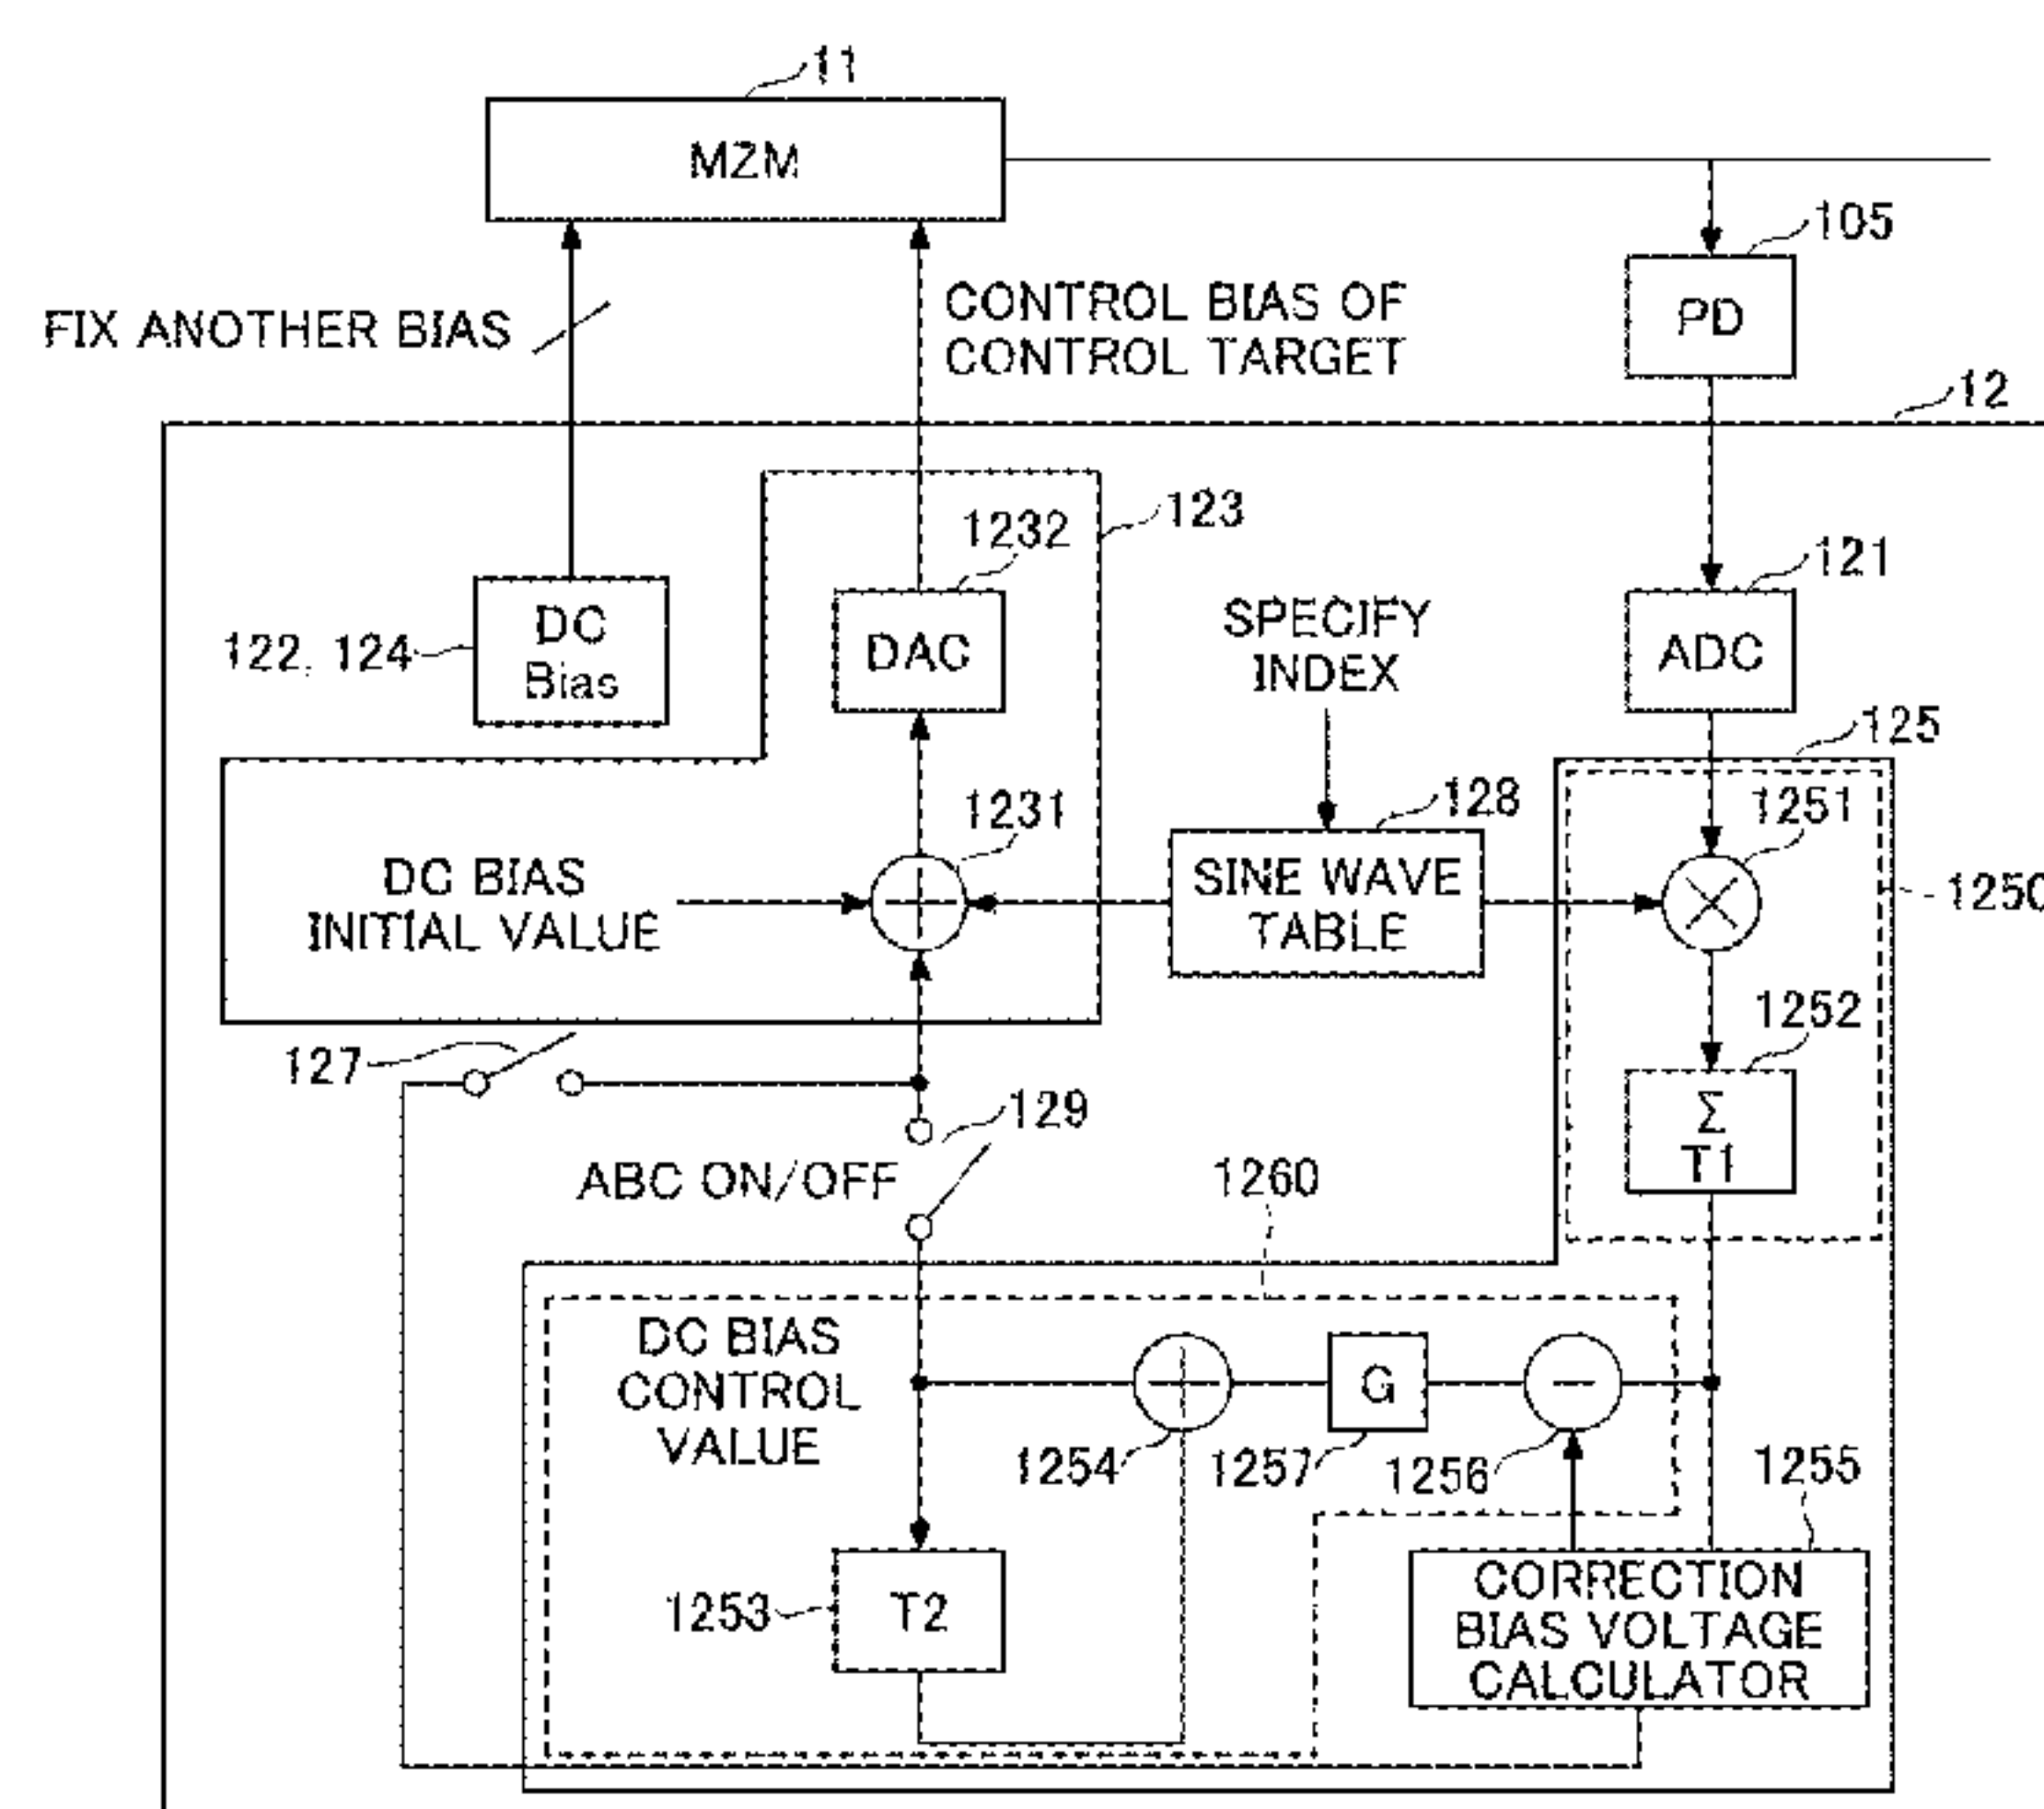 11
MZM
105
PD
FIX ANOTHER BIAS
CONTROL BIAS OF
CONTROL TARGET
12
123
1232
DAC
122, 124
DC
Bias
SPECIFY
INDEX
121
ADC
125
1231
128
1251
DC BIAS
INITIAL VALUE
SINE WAVE
TABLE
1250
1252
Σ
T1
127
129
ABC ON/OFF
1260
DC BIAS
CONTROL
VALUE
G
1254
1257
1256
1255
1253
T2
CORRECTION
BIAS VOLTAGE
CALCULATOR